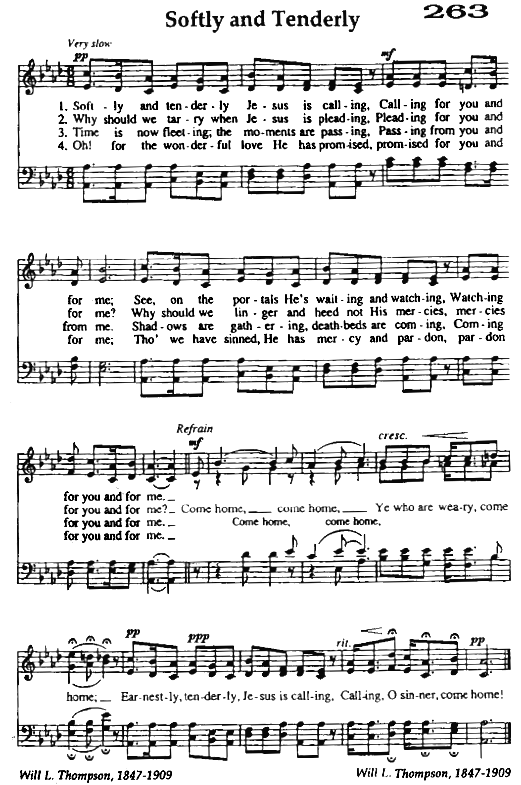 Softly and Tenderly 263
Very slow
pp mf
1. Soft - ly and ten - der - ly Je - sus is call - ing, Call - ing for you and
2. Why should we tar - ry when Je - sus is plead - ing, Plead - ing for you and
3. Time is now fleet - ing; the mo - ments are pass - ing, Pass - ing from you and
4. Oh! for the won - der - ful love He has prom - ised, prom - ised for you and
for me; See, on the por - tals He's wait - ing and watch - ing, Watch - ing
for me? Why should we lin - ger and heed not His mer - cies, mer - cies
from me. Shad - ows are gath - er - ing, death - beds are com - ing, Com - ing
for me; Tho' we have sinned, He has mer - cy and par - don, par - don
Refrain
mf cresc.
for you and for me.
for you and for me? Come home, come home, Ye who are wea - ry, come
for you and for me. Come home, come home,
for you and for me.
pp ppp rit. pp
home; Ear - nest - ly, ten - der - ly, Je - sus is call - ing, Call - ing, O sin - ner, come home!
Will L. Thompson, 1847-1909 Will L. Thompson, 1847-1909